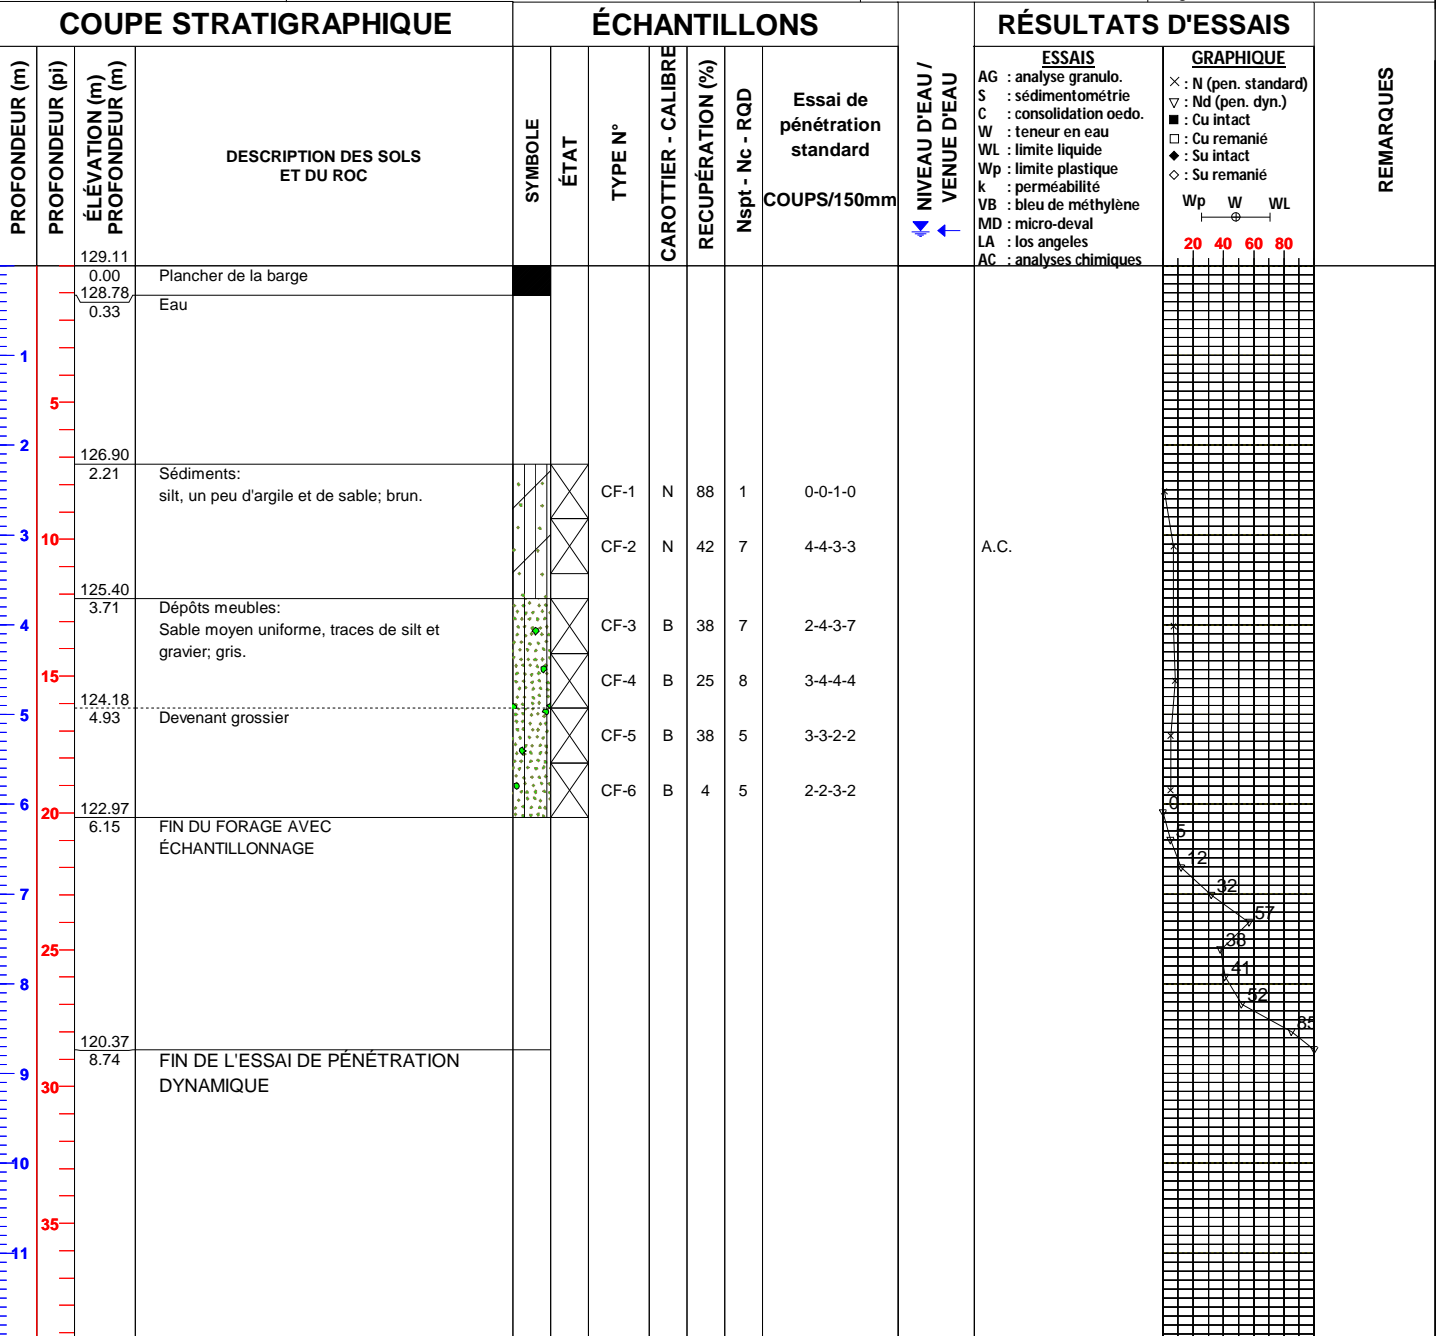 COUPE STRATIGRAPHIQUE
ÉCHANTILLONS
RÉSULTATS D'ESSAIS
PROFONDEUR (m)
PROFONDEUR (pi)
ÉLÉVATION (m)
PROFONDEUR (m)
DESCRIPTION DES SOLS
ET DU ROC
SYMBOLE
ÉTAT
TYPE N°
CAROTTIER - CALIBRE
RECUPÉRATION (%)
Nspt - Nc - RQD
Essai de
pénétration
standard
COUPS/150mm
NIVEAU D'EAU /
VENUE D'EAU
ESSAIS
AG : analyse granulo.
S : sédimentométrie
C : consolidation oedo.
W : teneur en eau
WL : limite liquide
Wp : limite plastique
k : perméabilité
VB : bleu de méthylène
MD : micro-deval
LA : los angeles
AC : analyses chimiques
GRAPHIQUE
× : N (pen. standard)
▽ : Nd (pen. dyn.)
■ : Cu intact
□ : Cu remanié
◆ : Su intact
◇ : Su remanié
Wp W WL
20 40 60 80
REMARQUES
129.11
0.00 Plancher de la barge
128.78
0.33 Eau
1
5
2
126.90
2.21 Sédiments:
silt, un peu d'argile et de sable; brun.
CF-1 N 88 1 0-0-1-0
3
10
CF-2 N 42 7 4-4-3-3 A.C.
125.40
3.71 Dépôts meubles:
Sable moyen uniforme, traces de silt et
gravier; gris.
4
CF-3 B 38 7 2-4-3-7
15
CF-4 B 25 8 3-4-4-4
124.18
4.93 Devenant grossier
5
CF-5 B 38 5 3-3-2-2
CF-6 B 4 5 2-2-3-2
6
20
122.97
6.15 FIN DU FORAGE AVEC
ÉCHANTILLONNAGE
0
5
12
7
32
57
25
38
8
41
52
85
120.37
8.74 FIN DE L'ESSAI DE PÉNÉTRATION
DYNAMIQUE
9
30
10
35
11